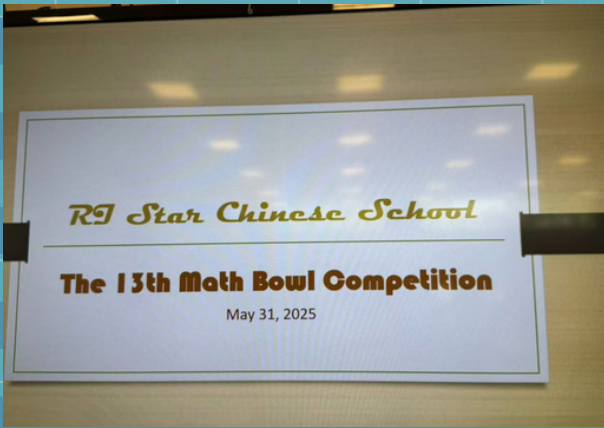 RI Star Chinese School
The 13th Math Bowl Competition
May 31, 2025